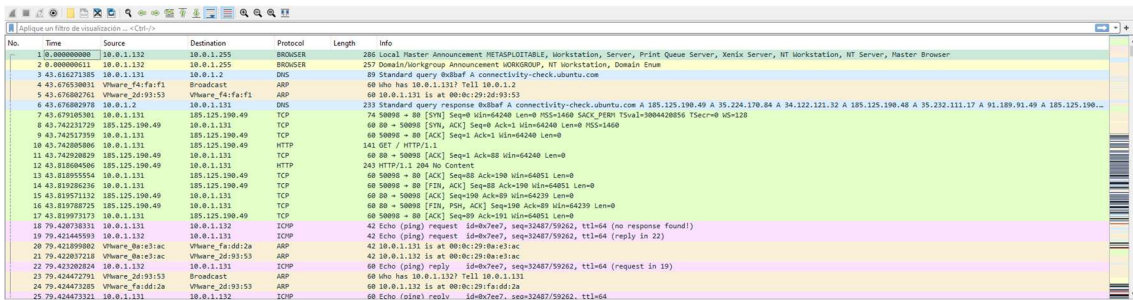 Aplique un filtro de visualización ... <Ctrl-/>
No. Time Source Destination Protocol Length Info
1 0.000000000 10.0.1.132 10.0.1.255 BROWSER 286 Local Master Announcement METASPLOITABLE, Workstation, Server, Print Queue Server, Xenix Server, NT Workstation, NT Server, Master Browser
2 0.000000611 10.0.1.132 10.0.1.255 BROWSER 257 Domain/Workgroup Announcement WORKGROUP, NT Workstation, Domain Enum
3 43.616271385 10.0.1.131 10.0.1.2 DNS 89 Standard query 0x8baf A connectivity-check.ubuntu.com
4 43.676530031 VMware_f4:fa:f1 Broadcast ARP 60 Who has 10.0.1.131? Tell 10.0.1.2
5 43.676802761 VMware_2d:93:53 VMware_f4:fa:f1 ARP 60 10.0.1.131 is at 00:0c:29:2d:93:53
6 43.676802978 10.0.1.2 10.0.1.131 DNS 233 Standard query response 0x8baf A connectivity-check.ubuntu.com A 185.125.190.49 A 35.224.170.84 A 34.122.121.32 A 185.125.190.48 A 35.232.111.17 A 91.189.91.49 A 185.125.190...
7 43.679105301 10.0.1.131 185.125.190.49 TCP 74 50098 → 80 [SYN] Seq=0 Win=64240 Len=0 MSS=1460 SACK_PERM TSval=3004420856 TSecr=0 WS=128
8 43.742231729 185.125.190.49 10.0.1.131 TCP 60 80 → 50098 [SYN, ACK] Seq=0 Ack=1 Win=64240 Len=0 MSS=1460
9 43.742517359 10.0.1.131 185.125.190.49 TCP 60 50098 → 80 [ACK] Seq=1 Ack=1 Win=64240 Len=0
10 43.742805806 10.0.1.131 185.125.190.49 HTTP 141 GET / HTTP/1.1
11 43.742920829 185.125.190.49 10.0.1.131 TCP 60 80 → 50098 [ACK] Seq=1 Ack=88 Win=64240 Len=0
12 43.818604506 185.125.190.49 10.0.1.131 HTTP 243 HTTP/1.1 204 No Content
13 43.818955554 10.0.1.131 185.125.190.49 TCP 60 50098 → 80 [ACK] Seq=88 Ack=190 Win=64051 Len=0
14 43.819286236 10.0.1.131 185.125.190.49 TCP 60 50098 → 80 [FIN, ACK] Seq=88 Ack=190 Win=64051 Len=0
15 43.819571132 185.125.190.49 10.0.1.131 TCP 60 80 → 50098 [ACK] Seq=190 Ack=89 Win=64239 Len=0
16 43.819788725 185.125.190.49 10.0.1.131 TCP 60 80 → 50098 [FIN, PSH, ACK] Seq=190 Ack=89 Win=64239 Len=0
17 43.819973173 10.0.1.131 185.125.190.49 TCP 60 50098 → 80 [ACK] Seq=89 Ack=191 Win=64051 Len=0
18 79.420738331 10.0.1.131 10.0.1.132 ICMP 42 Echo (ping) request id=0x7ee7, seq=32487/59262, ttl=64 (no response found!)
19 79.421445593 10.0.1.131 10.0.1.132 ICMP 42 Echo (ping) request id=0x7ee7, seq=32487/59262, ttl=64 (reply in 22)
20 79.421899802 VMware_0a:e3:ac VMware_fa:dd:2a ARP 42 10.0.1.131 is at 00:0c:29:0a:e3:ac
21 79.422037218 VMware_0a:e3:ac VMware_2d:93:53 ARP 42 10.0.1.132 is at 00:0c:29:0a:e3:ac
22 79.423202824 10.0.1.132 10.0.1.131 ICMP 60 Echo (ping) reply id=0x7ee7, seq=32487/59262, ttl=64 (request in 19)
23 79.424472791 VMware_2d:93:53 Broadcast ARP 60 Who has 10.0.1.132? Tell 10.0.1.131
24 79.424473285 VMware_fa:dd:2a VMware_2d:93:53 ARP 60 10.0.1.132 is at 00:0c:29:fa:dd:2a
25 79.424473321 10.0.1.132 10.0.1.131 ICMP 60 Echo (ping) reply id=0x7ee7, seq=32487/59262, ttl=64